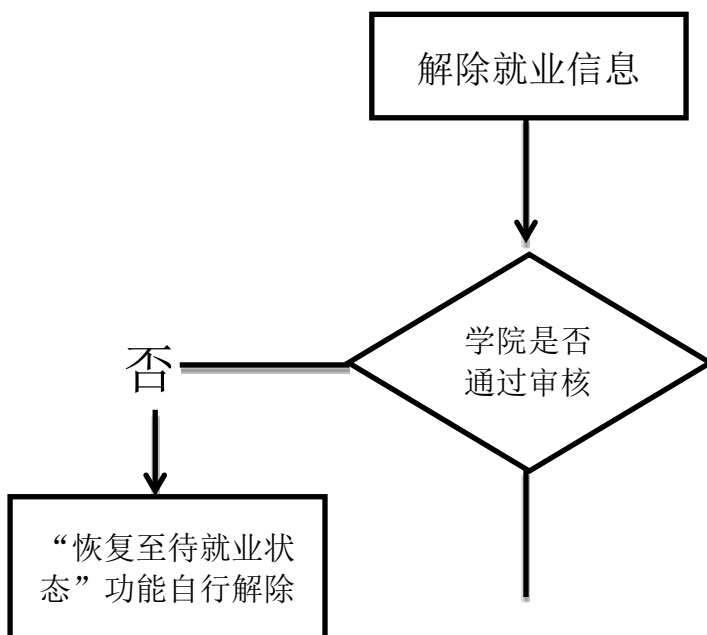 解除就业信息
学院是否
通过审核
否
“恢复至待就业状
态”功能自行解除